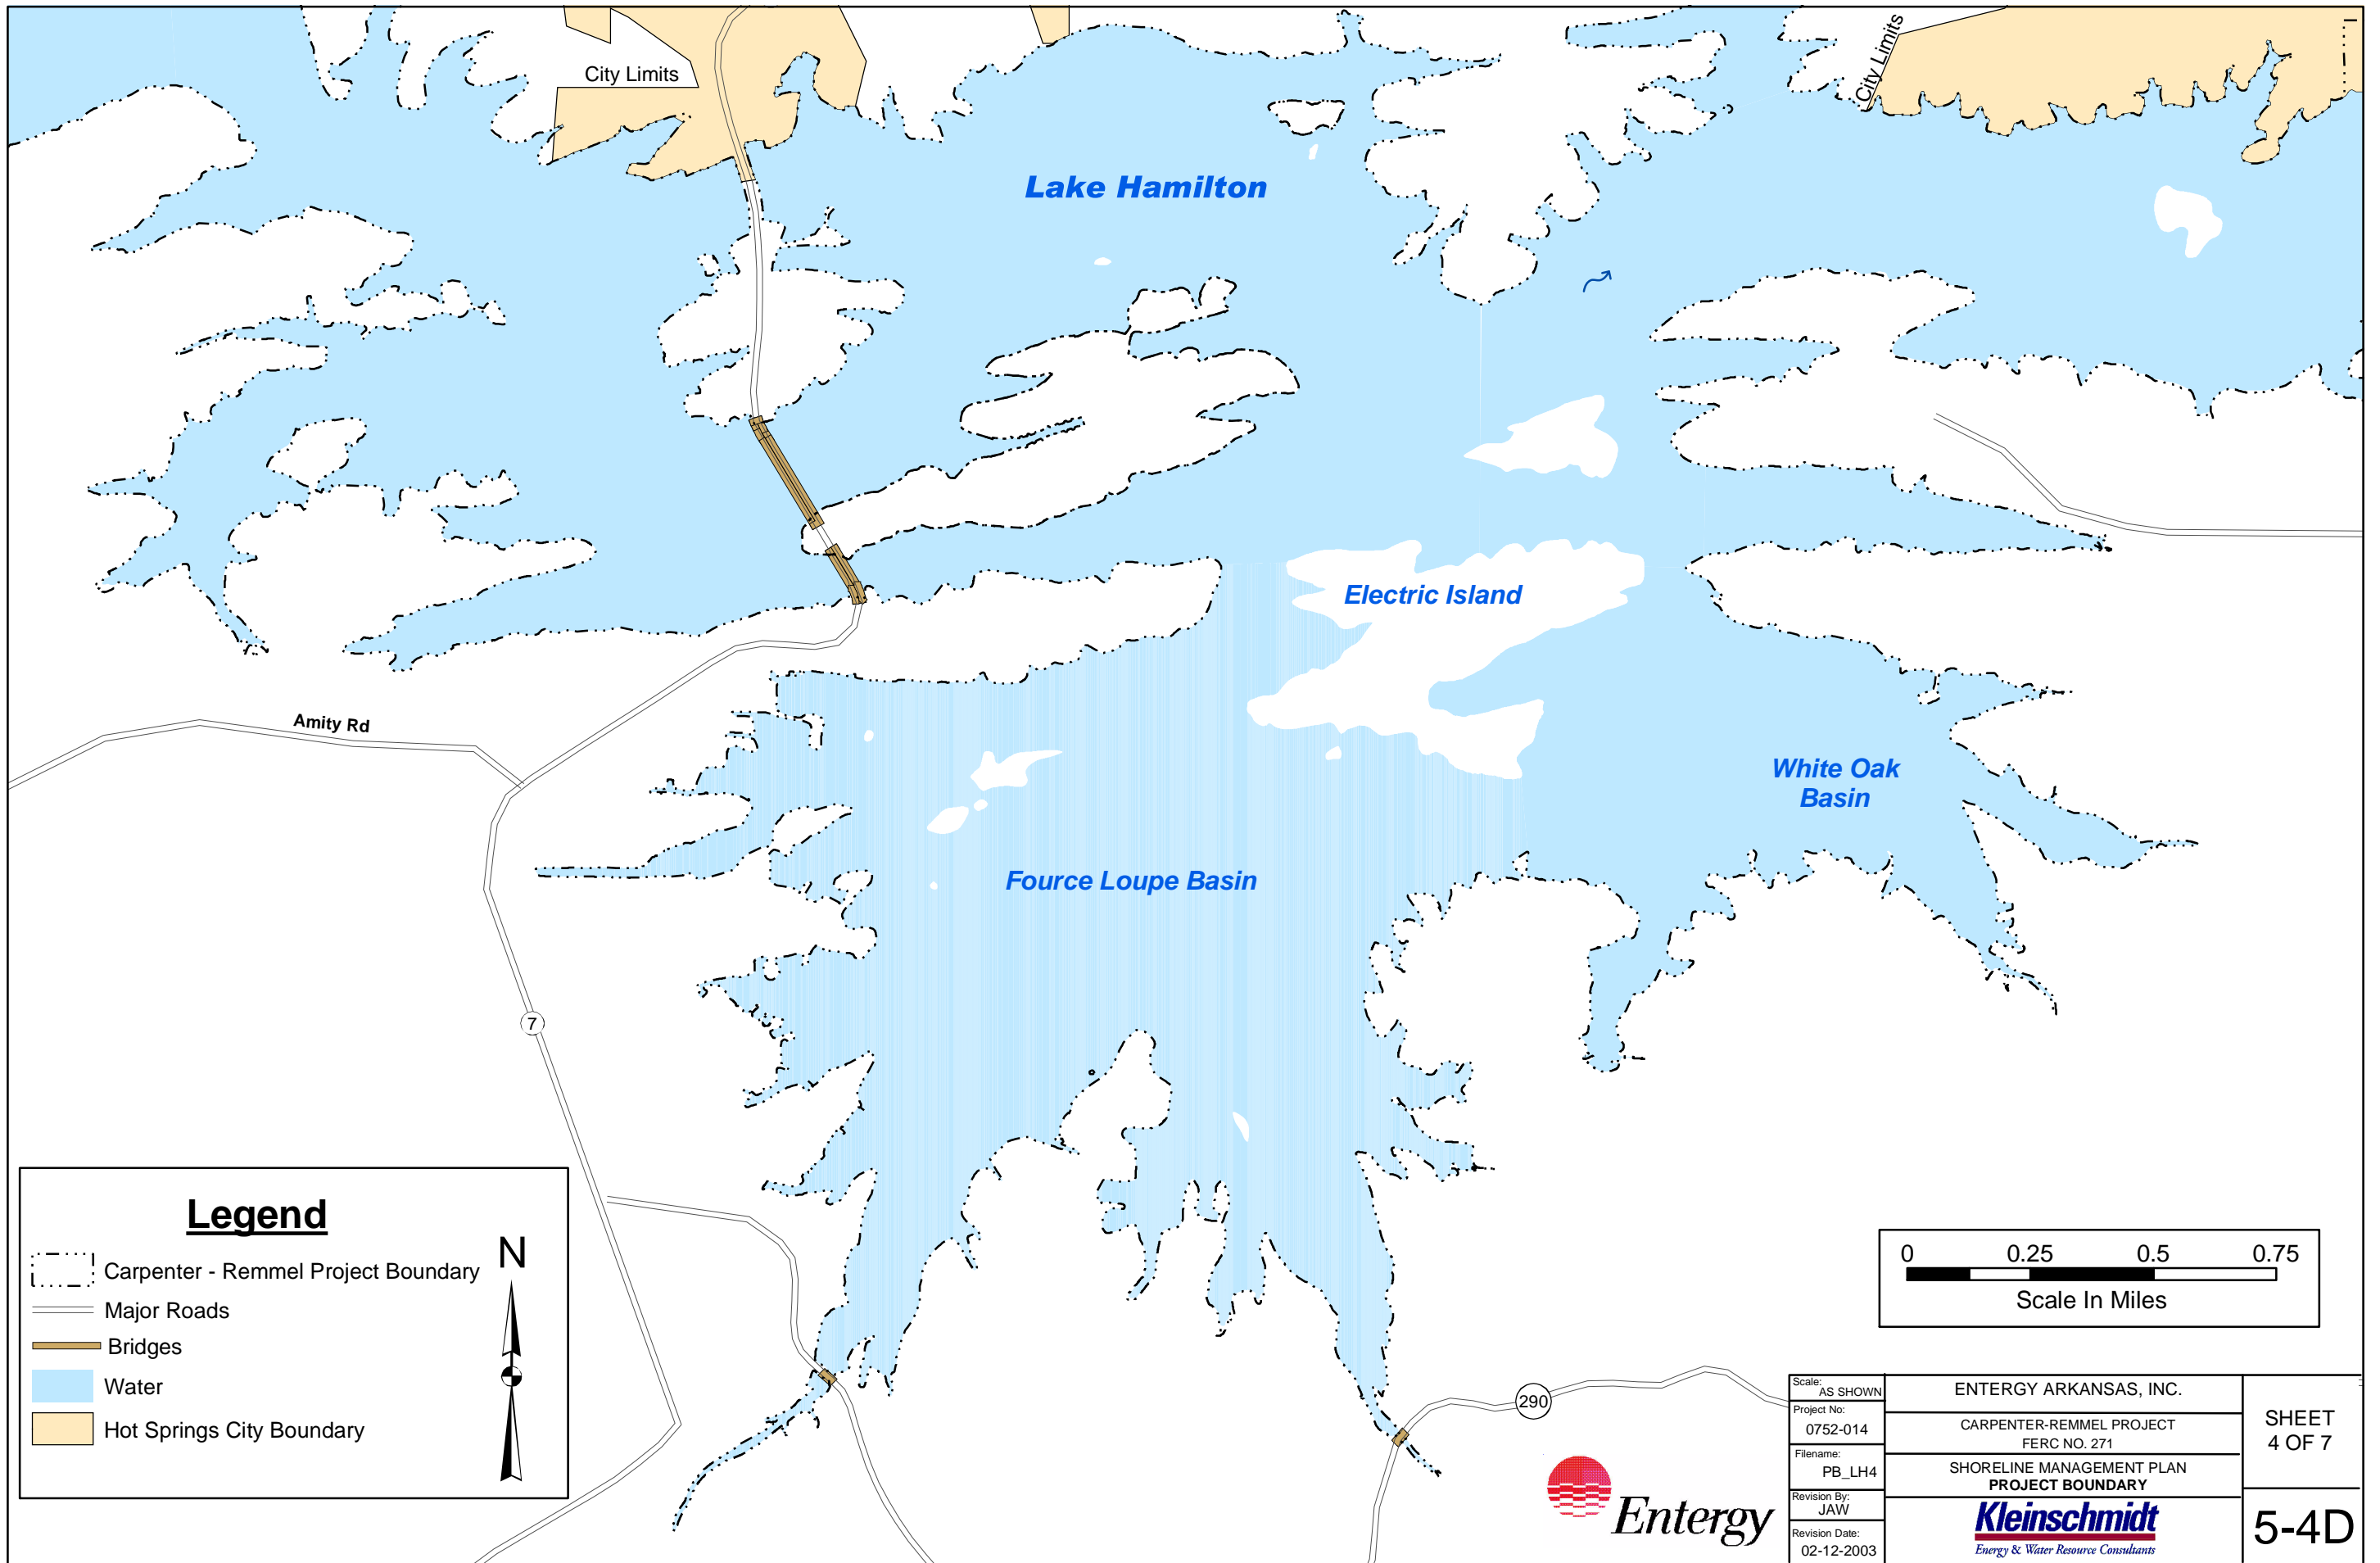 City Limits
City Limits
Lake Hamilton
Electric Island
Amity Rd
White Oak
Basin
Fource Loupe Basin
7
Legend
N
Carpenter - Remmel Project Boundary
Major Roads
Bridges
Water
Hot Springs City Boundary
0 0.25 0.5 0.75
Scale In Miles
290
Entergy
Scale:
AS SHOWN
Project No:
0752-014
Filename:
PB_LH4
Revision By:
JAW
Revision Date:
02-12-2003
ENTERGY ARKANSAS, INC.
CARPENTER-REMMEL PROJECT
FERC NO. 271
SHORELINE MANAGEMENT PLAN
PROJECT BOUNDARY
Kleinschmidt
Energy & Water Resource Consultants
SHEET
4 OF 7
5-4D